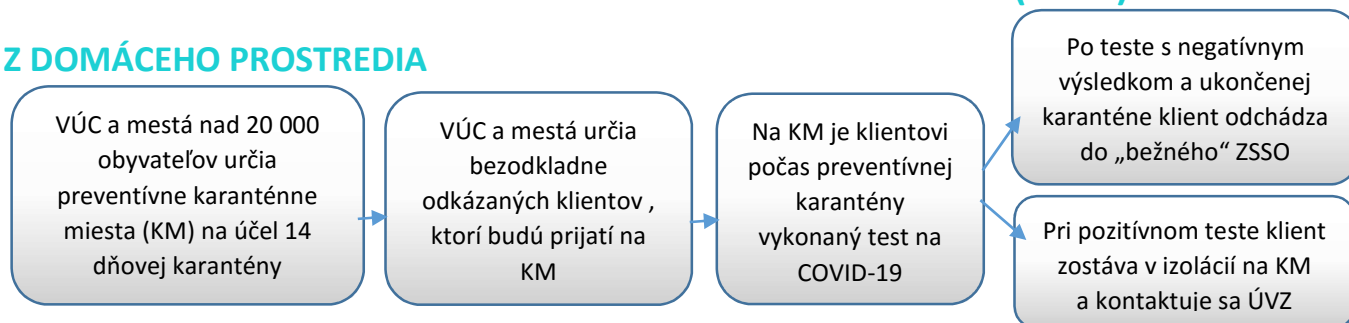 Z DOMÁCEHO PROSTREDIA
VÚC a mestá nad 20 000
obyvateľov určia
preventívne karanténne
miesta (KM) na účel 14
dňovej karantény
VÚC a mestá určia
bezodkladne
odkázaných klientov ,
ktorí budú prijatí na
KM
Na KM je klientovi
počas preventívnej
karantény
vykonaný test na
COVID-19
Po teste s negatívnym
výsledkom a ukončenej
karanténe klient odchádza
do „bežného“ ZSSO
Pri pozitívnom teste klient
zostáva v izolácií na KM
a kontaktuje sa ÚVZ